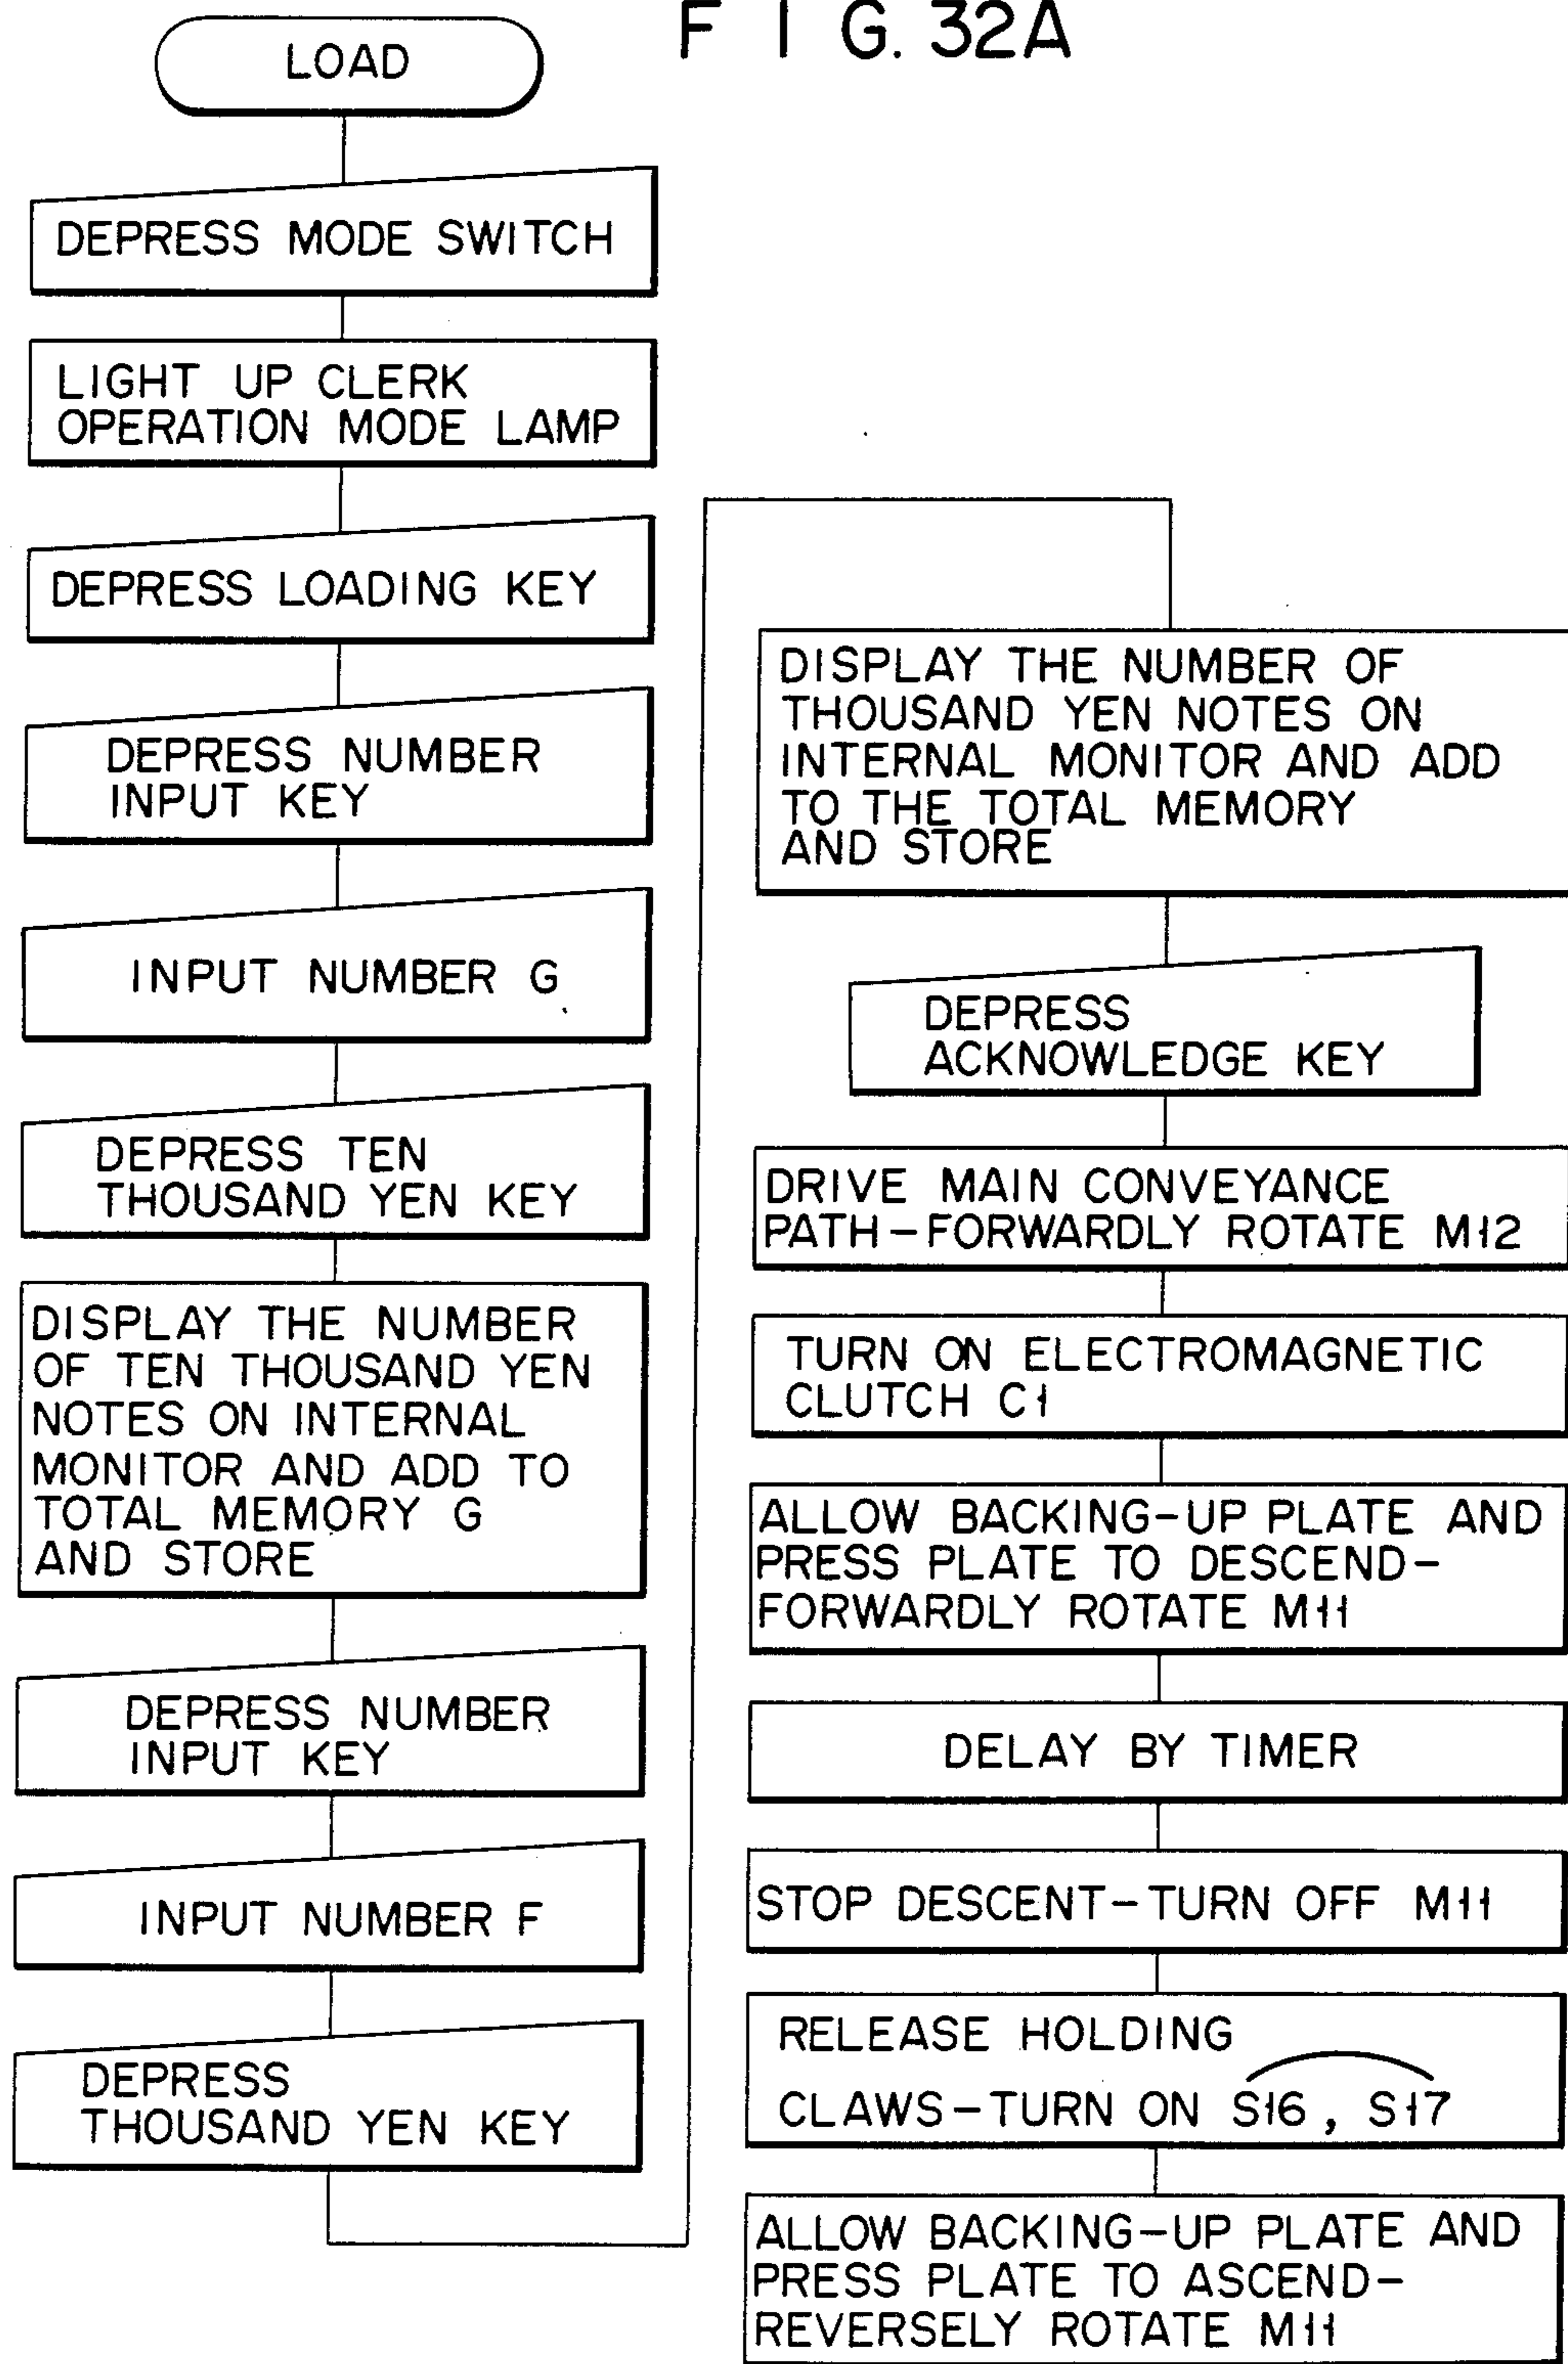 F I G. 32A
LOAD
DEPRESS MODE SWITCH
LIGHT UP CLERK
OPERATION MODE LAMP
DEPRESS LOADING KEY
DEPRESS NUMBER
INPUT KEY
INPUT NUMBER G
DEPRESS TEN
THOUSAND YEN KEY
DISPLAY THE NUMBER
OF TEN THOUSAND YEN
NOTES ON INTERNAL
MONITOR AND ADD TO
TOTAL MEMORY G
AND STORE
DEPRESS NUMBER
INPUT KEY
INPUT NUMBER F
DEPRESS
THOUSAND YEN KEY
DISPLAY THE NUMBER OF
THOUSAND YEN NOTES ON
INTERNAL MONITOR AND ADD
TO THE TOTAL MEMORY
AND STORE
DEPRESS
ACKNOWLEDGE KEY
DRIVE MAIN CONVEYANCE
PATH-FORWARDLY ROTATE M12
TURN ON ELECTROMAGNETIC
CLUTCH C1
ALLOW BACKING-UP PLATE AND
PRESS PLATE TO DESCEND-
FORWARDLY ROTATE M11
DELAY BY TIMER
STOP DESCENT-TURN OFF M11
RELEASE HOLDING
CLAWS-TURN ON S16, S17
ALLOW BACKING-UP PLATE AND
PRESS PLATE TO ASCEND-
REVERSELY ROTATE M11